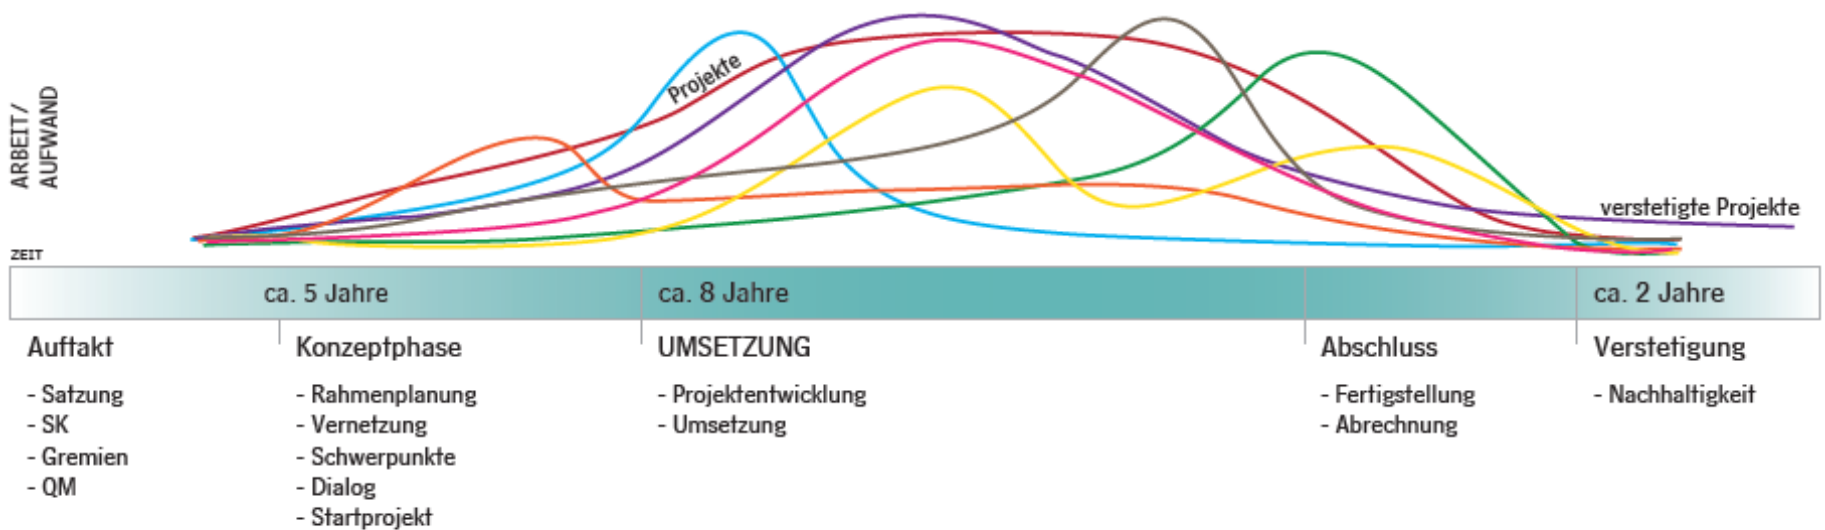 Projekte
ARBEIT/
AUFWAND
verstetigte Projekte
ZEIT
ca. 5 Jahre
ca. 8 Jahre
ca. 2 Jahre
Auftakt
- Satzung
- SK
- Gremien
- QM
Konzeptphase
- Rahmenplanung
- Vernetzung
- Schwerpunkte
- Dialog
- Startprojekt
UMSETZUNG
- Projektentwicklung
- Umsetzung
Abschluss
- Fertigstellung
- Abrechnung
Verstetigung
- Nachhaltigkeit